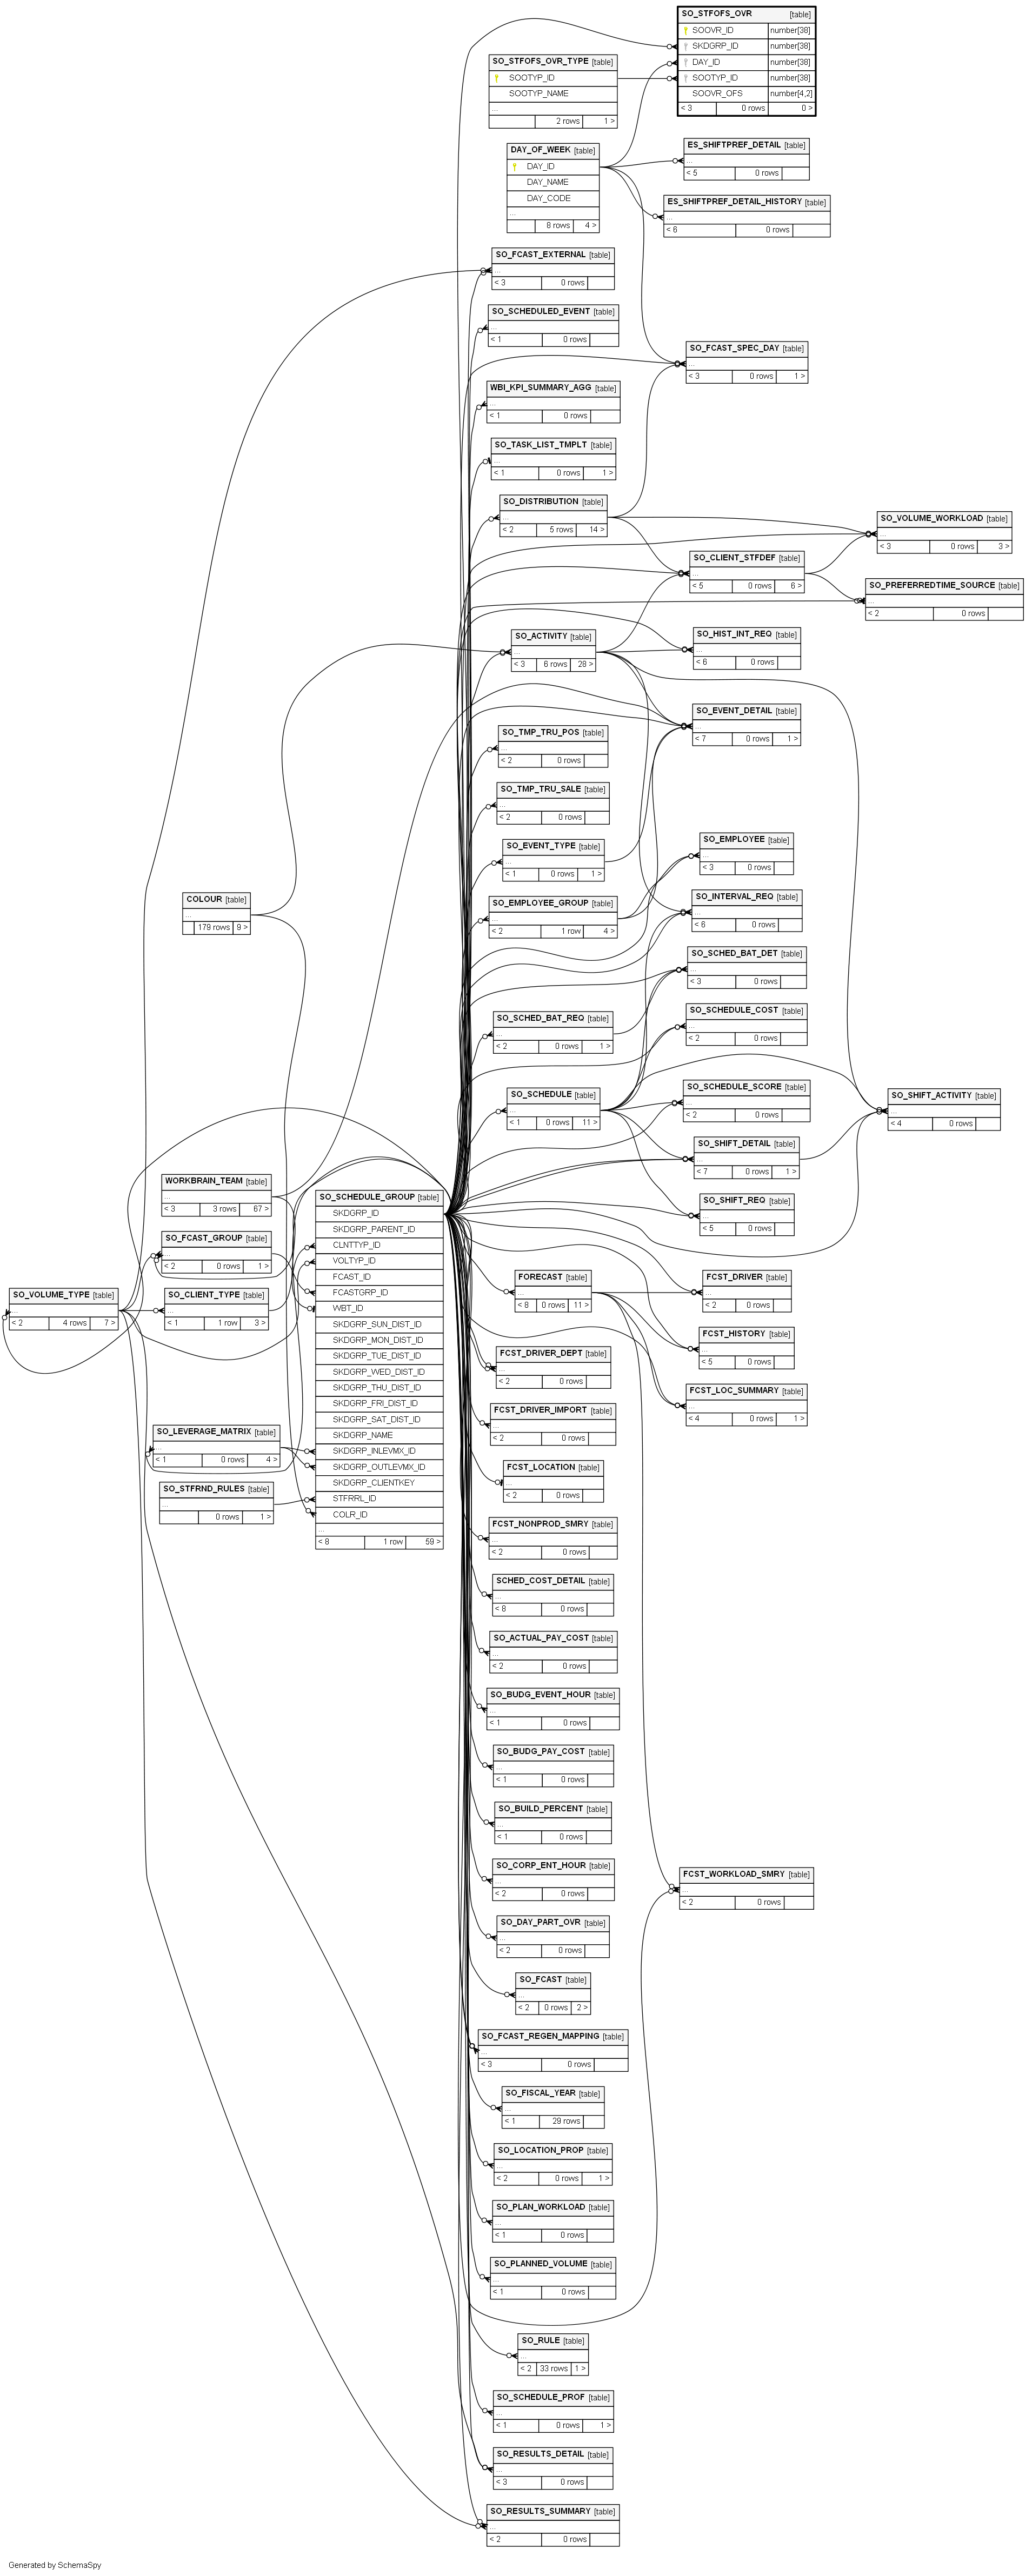 SO_STFOFS_OVR [table]
SOOVR_ID number[38]
SKDGRP_ID number[38]
DAY_ID number[38]
SOOTYP_ID number[38]
SOOVR_OFS number[4,2]
< 3 0 rows 0 >
SO_STFOFS_OVR_TYPE [table]
SOOTYP_ID
SOOTYP_NAME
...
2 rows 1 >
DAY_OF_WEEK [table]
DAY_ID
DAY_NAME
DAY_CODE
...
8 rows 4 >
ES_SHIFTPREF_DETAIL [table]
...
< 5 0 rows
ES_SHIFTPREF_DETAIL_HISTORY [table]
...
< 6 0 rows
SO_FCAST_EXTERNAL [table]
...
< 3 0 rows
SO_SCHEDULED_EVENT [table]
...
< 1 0 rows
SO_FCAST_SPEC_DAY [table]
...
< 3 0 rows 1 >
WBI_KPI_SUMMARY_AGG [table]
...
< 1 0 rows
SO_TASK_LIST_TMPLT [table]
...
< 1 0 rows 1 >
SO_DISTRIBUTION [table]
...
< 2 5 rows 14 >
SO_VOLUME_WORKLOAD [table]
...
< 3 0 rows 3 >
SO_CLIENT_STFDEF [table]
...
< 5 0 rows 6 >
SO_PREFERREDTIME_SOURCE [table]
...
< 2 0 rows
SO_ACTIVITY [table]
...
< 3 6 rows 28 >
SO_HIST_INT_REQ [table]
...
< 6 0 rows
SO_EVENT_DETAIL [table]
...
< 7 0 rows 1 >
SO_TMP_TRU_POS [table]
...
< 2 0 rows
SO_TMP_TRU_SALE [table]
...
< 2 0 rows
SO_EVENT_TYPE [table]
...
< 1 0 rows 1 >
SO_EMPLOYEE [table]
...
< 3 0 rows
COLOUR [table]
...
179 rows 9 >
SO_EMPLOYEE_GROUP [table]
...
< 2 1 row 4 >
SO_INTERVAL_REQ [table]
...
< 6 0 rows
SO_SCHED_BAT_DET [table]
...
< 3 0 rows
SO_SCHED_BAT_REQ [table]
...
< 2 0 rows 1 >
SO_SCHEDULE_COST [table]
...
< 2 0 rows
SO_SCHEDULE [table]
...
< 1 0 rows 11 >
SO_SCHEDULE_SCORE [table]
...
< 2 0 rows
SO_SHIFT_ACTIVITY [table]
...
< 4 0 rows
SO_SHIFT_DETAIL [table]
...
< 7 0 rows 1 >
SO_SHIFT_REQ [table]
...
< 5 0 rows
WORKBRAIN_TEAM [table]
...
< 3 3 rows 67 >
SO_FCAST_GROUP [table]
...
< 2 0 rows 1 >
SO_VOLUME_TYPE [table]
...
< 2 4 rows 7 >
SO_CLIENT_TYPE [table]
...
< 1 1 row 3 >
SO_LEVERAGE_MATRIX [table]
...
< 1 0 rows 4 >
SO_STFRND_RULES [table]
...
0 rows 1 >
SO_SCHEDULE_GROUP [table]
SKDGRP_ID
SKDGRP_PARENT_ID
CLNTTYP_ID
VOLTYP_ID
FCAST_ID
FCASTGRP_ID
WBT_ID
SKDGRP_SUN_DIST_ID
SKDGRP_MON_DIST_ID
SKDGRP_TUE_DIST_ID
SKDGRP_WED_DIST_ID
SKDGRP_THU_DIST_ID
SKDGRP_FRI_DIST_ID
SKDGRP_SAT_DIST_ID
SKDGRP_NAME
SKDGRP_INLEVMX_ID
SKDGRP_OUTLEVMX_ID
SKDGRP_CLIENTKEY
STFRRL_ID
COLR_ID
...
< 8 1 row 59 >
FORECAST [table]
...
< 8 0 rows 11 >
FCST_DRIVER [table]
...
< 2 0 rows
FCST_HISTORY [table]
...
< 5 0 rows
FCST_DRIVER_DEPT [table]
...
< 2 0 rows
FCST_LOC_SUMMARY [table]
...
< 4 0 rows 1 >
FCST_DRIVER_IMPORT [table]
...
< 2 0 rows
FCST_LOCATION [table]
...
< 2 0 rows
FCST_NONPROD_SMRY [table]
...
< 2 0 rows
SCHED_COST_DETAIL [table]
...
< 8 0 rows
SO_ACTUAL_PAY_COST [table]
...
< 2 0 rows
SO_BUDG_EVENT_HOUR [table]
...
< 1 0 rows
SO_BUDG_PAY_COST [table]
...
< 1 0 rows
SO_BUILD_PERCENT [table]
...
< 1 0 rows
SO_CORP_ENT_HOUR [table]
...
< 2 0 rows
FCST_WORKLOAD_SMRY [table]
...
< 2 0 rows
SO_DAY_PART_OVR [table]
...
< 2 0 rows
SO_FCAST [table]
...
< 2 0 rows 2 >
SO_FCAST_REGEN_MAPPING [table]
...
< 3 0 rows
SO_FISCAL_YEAR [table]
...
< 1 29 rows
SO_LOCATION_PROP [table]
...
< 2 0 rows 1 >
SO_PLAN_WORKLOAD [table]
...
< 1 0 rows
SO_PLANNED_VOLUME [table]
...
< 1 0 rows
SO_RULE [table]
...
< 2 33 rows 1 >
SO_SCHEDULE_PROF [table]
...
< 1 0 rows 1 >
SO_RESULTS_DETAIL [table]
...
< 3 0 rows
SO_RESULTS_SUMMARY [table]
...
< 2 0 rows
Generated by SchemaSpy